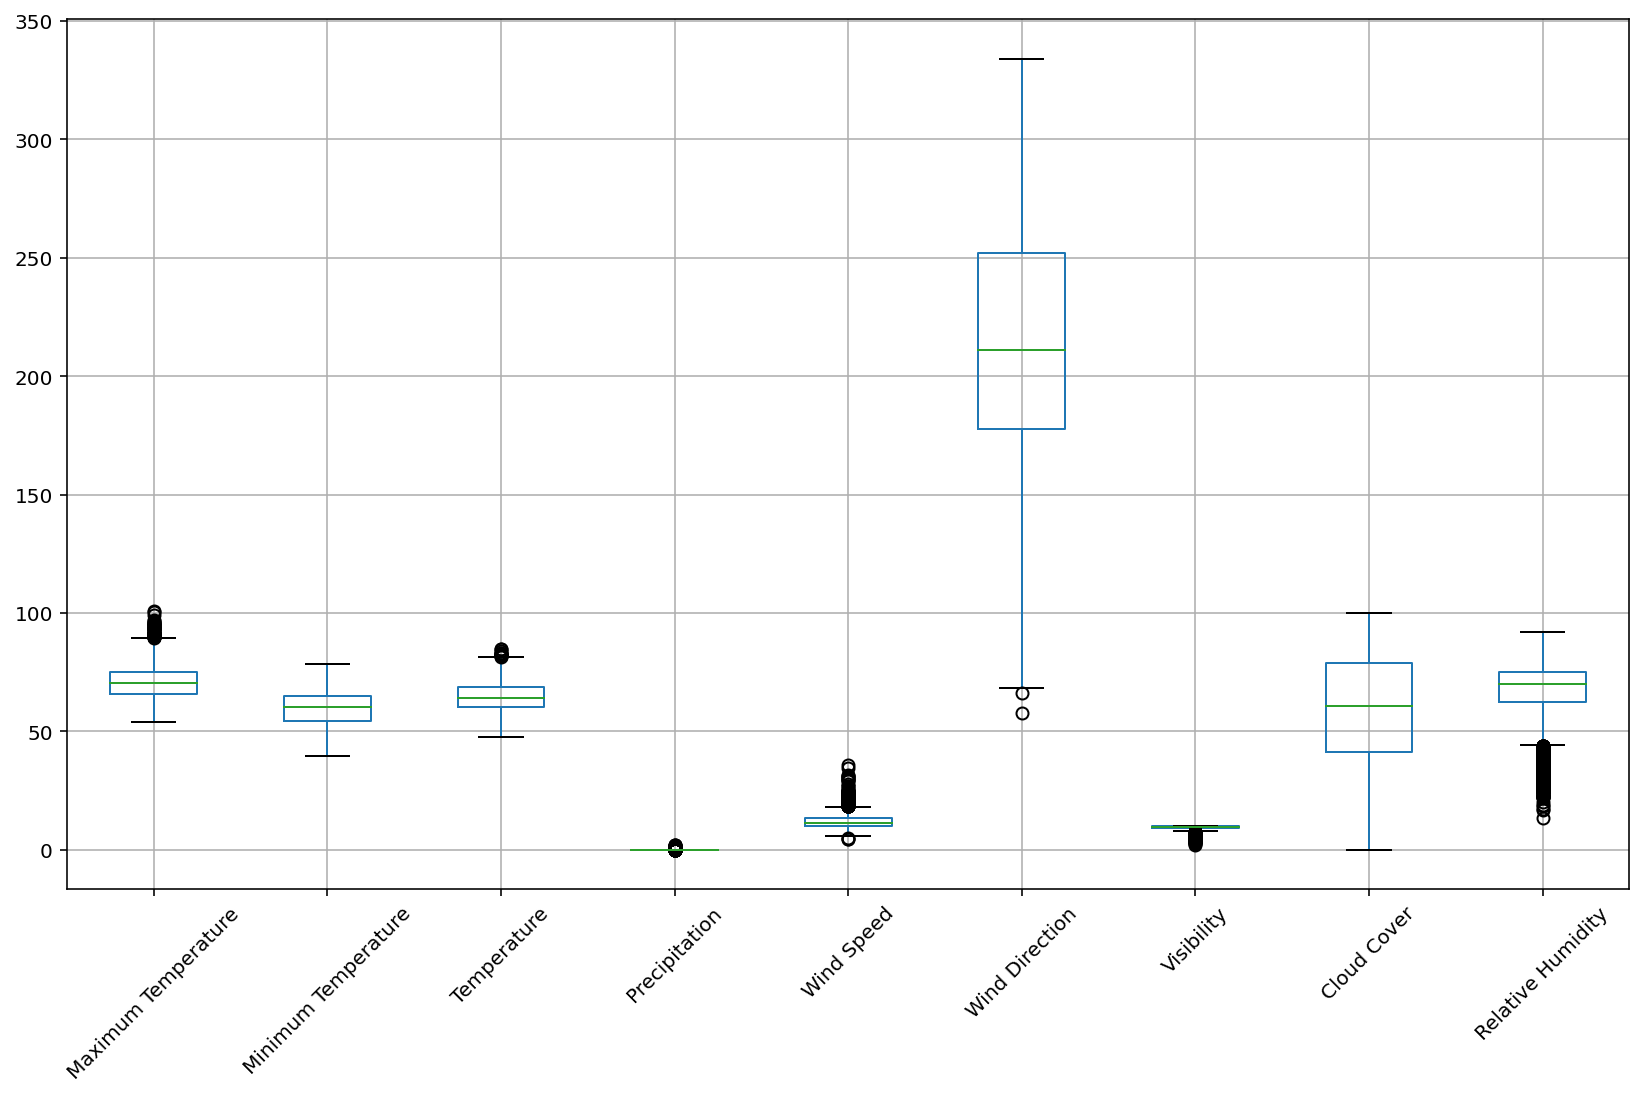 350
300
250
200
150
100
50
0
Maximum Temperature
Minimum Temperature
Temperature
Precipitation
Wind Speed
Wind Direction
Visibility
Cloud Cover
Relative Humidity